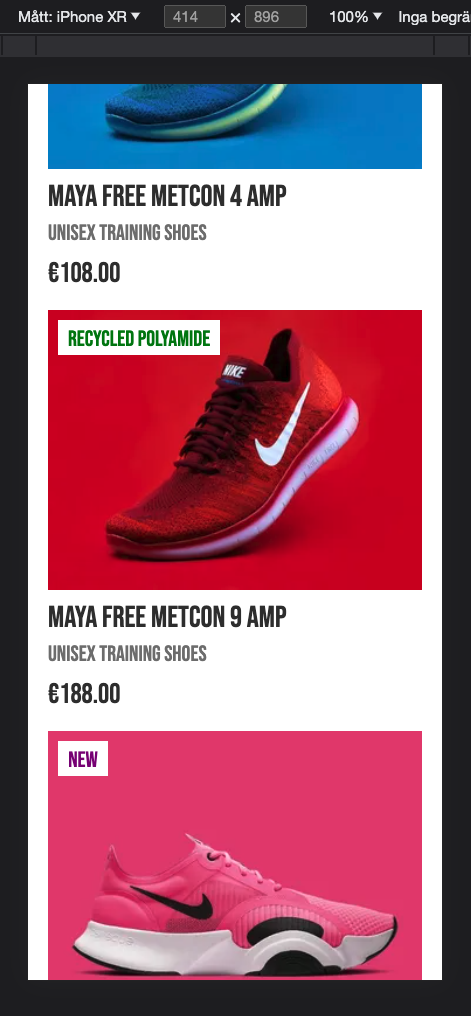 Mått: iPhone XR ▼ 414 × 896 100% ▼ Inga begrä
MAYA FREE METCON 4 AMP
UNISEX TRAINING SHOES
€108.00
RECYCLED POLYAMIDE
NIKE
MAYA FREE METCON 9 AMP
UNISEX TRAINING SHOES
€188.00
NEW